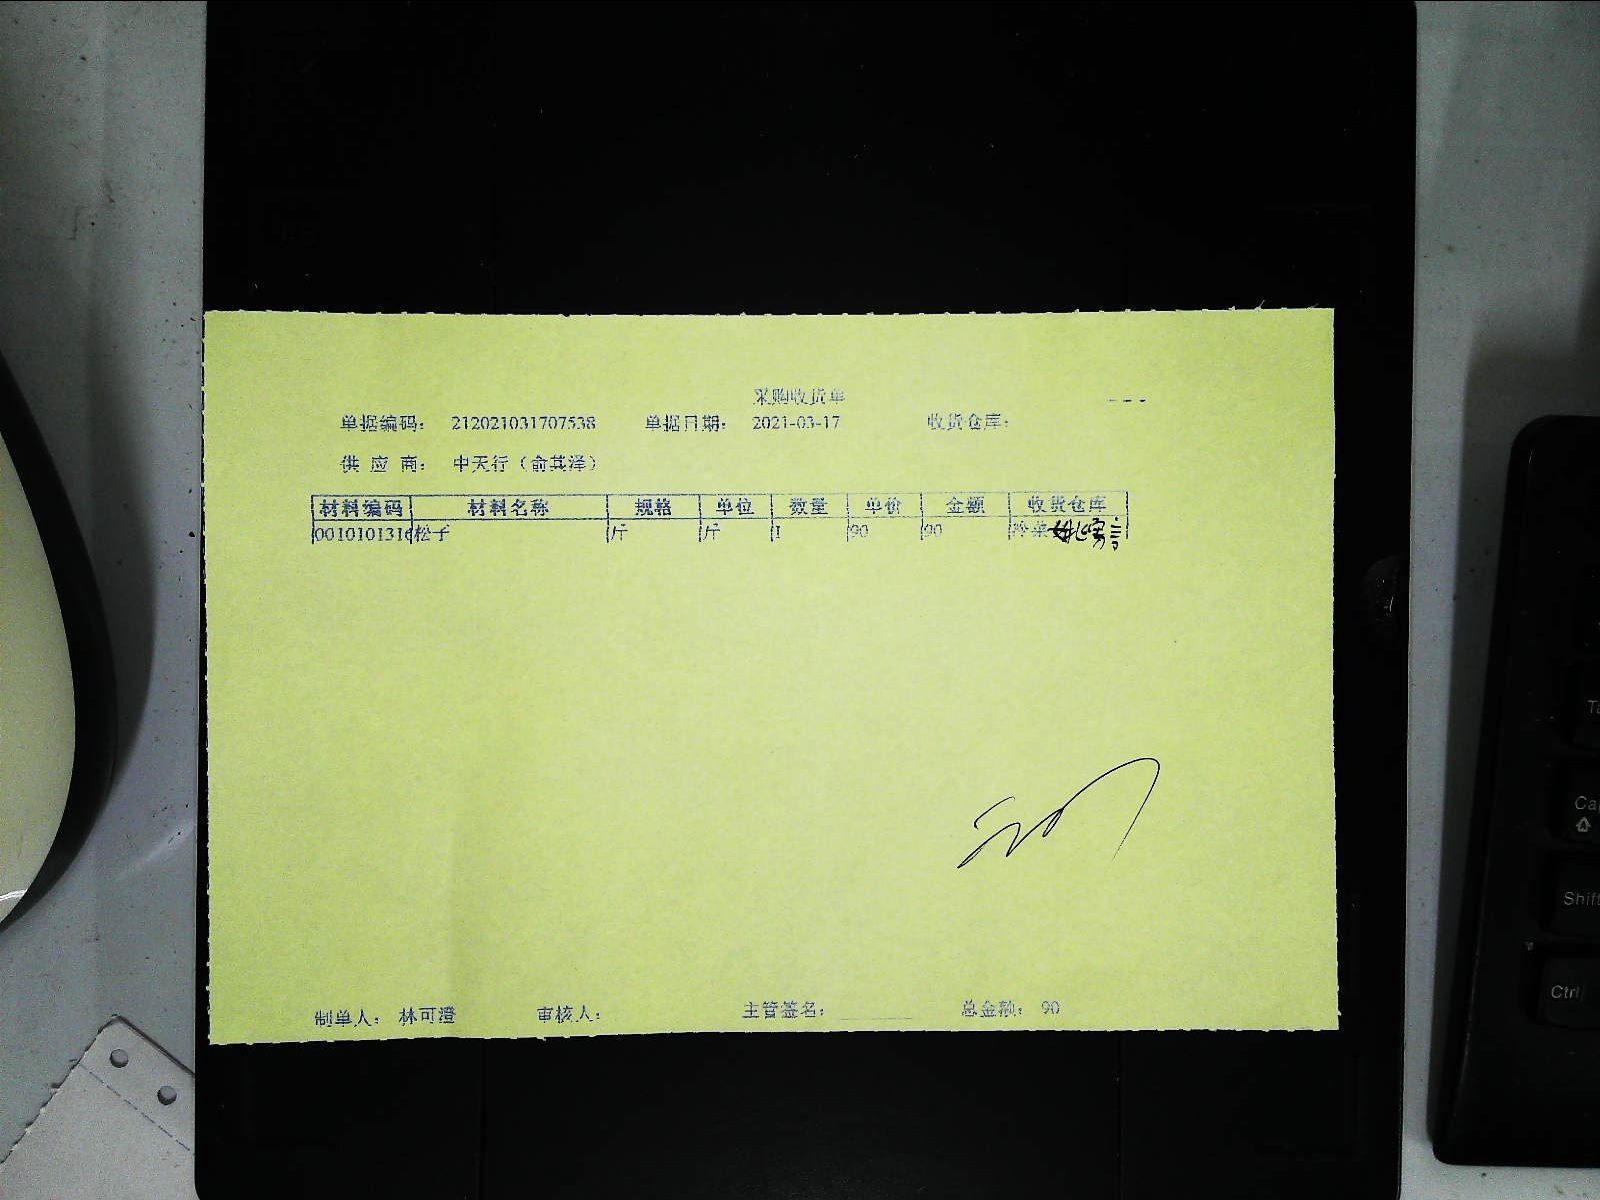 采购收货单
单据编码： 212021031707538 单据日期： 2021-03-17 收货仓库：
供 应 商： 中天行（俞其泽）
材料编码 材料名称 规格 单位 数量 单价 金额 收货仓库
0010101316 松子 斤 斤 1 90 90 冷菜
制单人： 林可澄 审核人： 主管签名： 总金额： 90
Shift
Ctrl